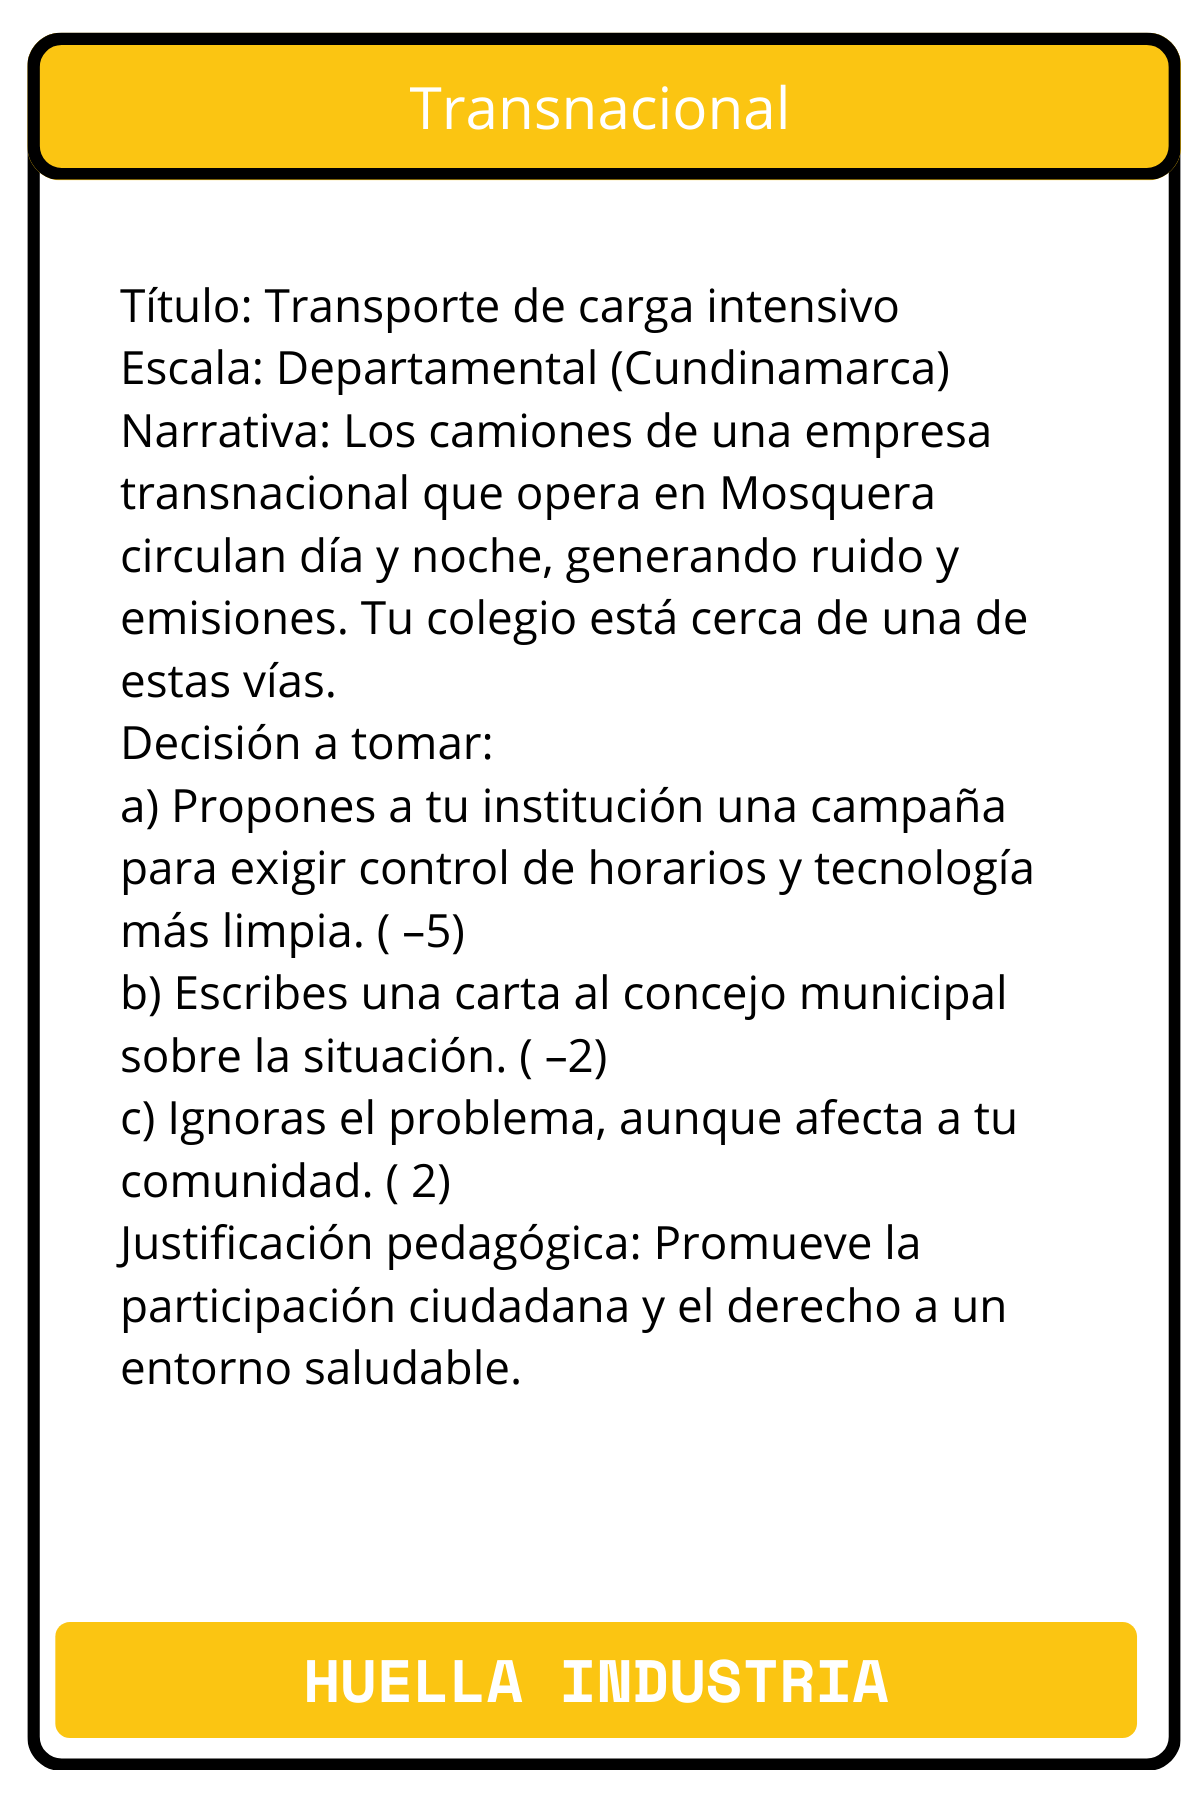 Transnacional
Título: Transporte de carga intensivo
Escala: Departamental (Cundinamarca)
Narrativa: Los camiones de una empresa
transnacional que opera en Mosquera
circulan día y noche, generando ruido y
emisiones. Tu colegio está cerca de una de
estas vías.
Decisión a tomar:
a) Propones a tu institución una campaña
para exigir control de horarios y tecnología
más limpia. ( –5)
b) Escribes una carta al concejo municipal
sobre la situación. ( –2)
c) Ignoras el problema, aunque afecta a tu
comunidad. ( 2)
Justificación pedagógica: Promueve la
participación ciudadana y el derecho a un
entorno saludable.
HUELLA INDUSTRIA